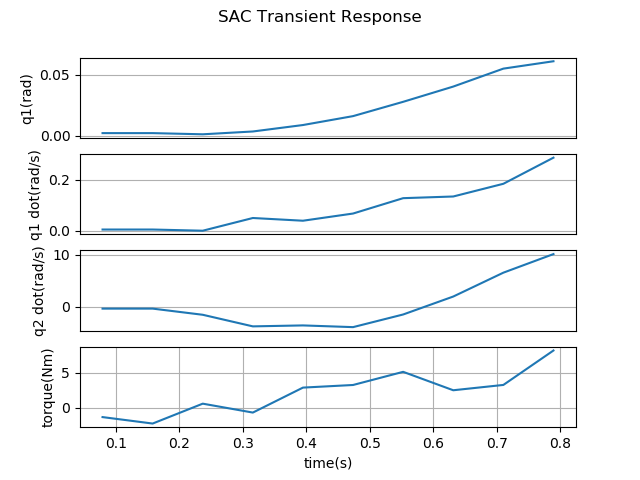 SAC Transient Response
q1(rad)
0.05
0.00
q1 dot(rad/s)
0.2
0.0
q2 dot(rad/s)
10
0
torque(Nm)
5
0
0.1 0.2 0.3 0.4 0.5 0.6 0.7 0.8
time(s)